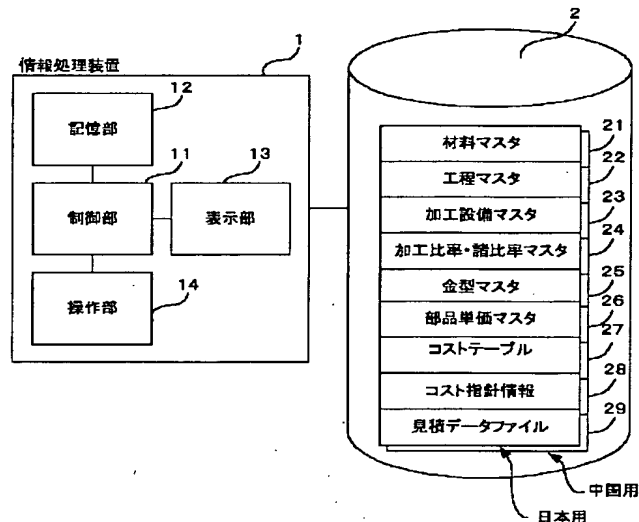 1
2
情報処理装置
12
記憶部
11
制御部
13
表示部
14
操作部
材料マスタ
21
工程マスタ
22
加工設備マスタ
23
加工比率・諸比率マスタ
24
金型マスタ
25
部品単価マスタ
26
コストテーブル
27
コスト指針情報
28
見積データファイル
29
中国用
日本用